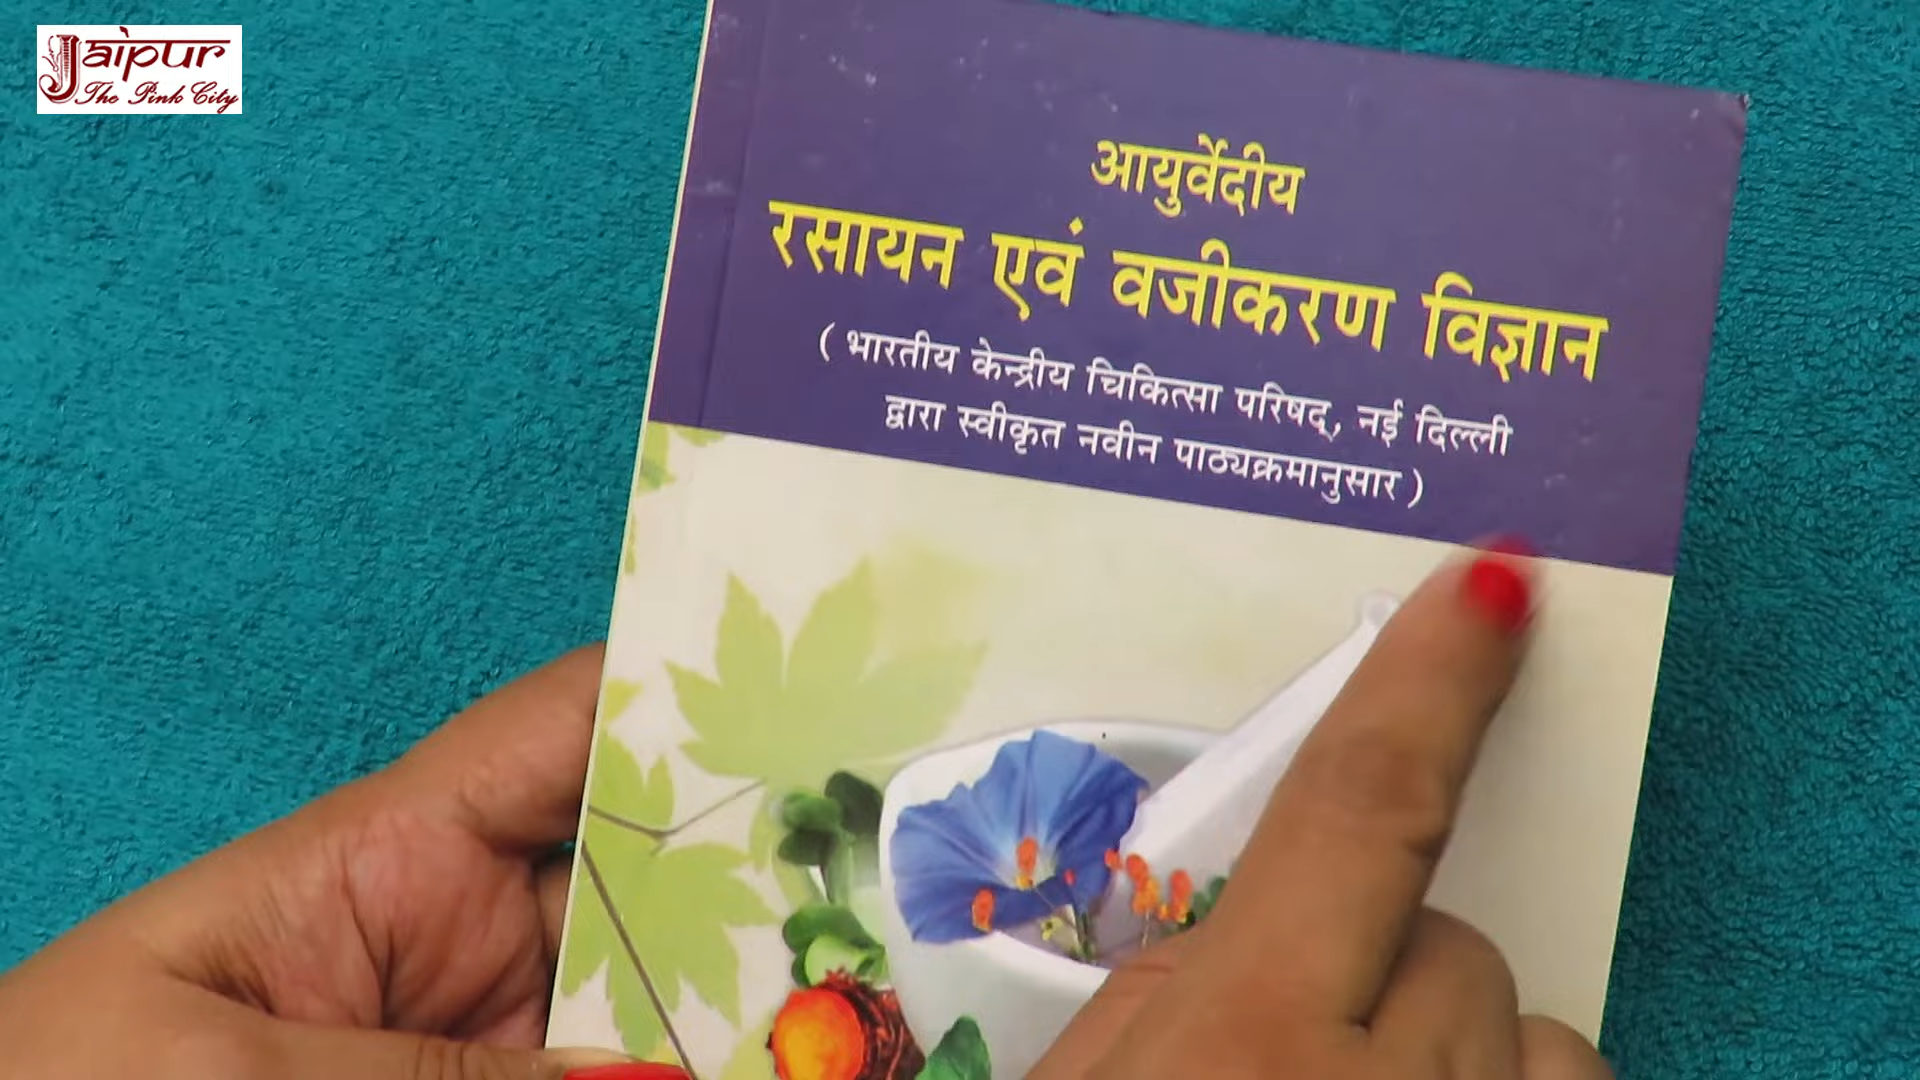 Jaipur
The Pink City
आयुर्वेदीय
रसायन एवं वजीकरण विज्ञान
( भारतीय केन्द्रीय चिकित्सा परिषद्, नई दिल्ली
द्वारा स्वीकृत नवीन पाठ्यक्रमानुसार )